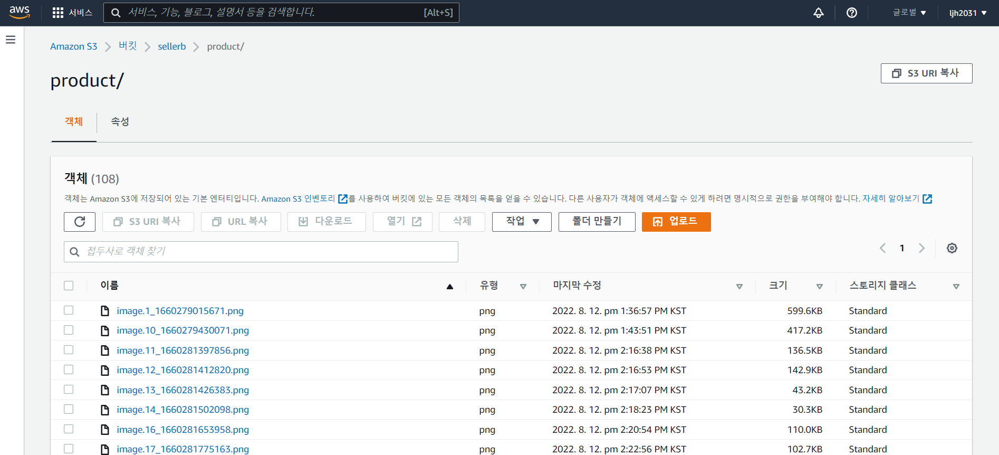 aws 서비스 서비스, 기능, 블로그, 설명서 등을 검색합니다. [Alt+S] 글로벌 ljh2031
Amazon S3 버킷 sellerb product/
product/
S3 URI 복사
객체 속성
객체 (108)
객체는 Amazon S3에 저장되어 있는 기본 엔터티입니다. Amazon S3 인벤토리 를 사용하여 버킷에 있는 모든 객체의 목록을 얻을 수 있습니다. 다른 사용자가 객체에 액세스할 수 있게 하려면 명시적으로 권한을 부여해야 합니다. 자세히 알아보기
S3 URI 복사 URL 복사 다운로드 열기 삭제 작업 폴더 만들기 업로드
접두사로 객체 찾기 1
이름 유형 마지막 수정 크기 스토리지 클래스
image.1_1660279015671.png png 2022. 8. 12. pm 1:36:57 PM KST 599.6KB Standard
image.10_1660279430071.png png 2022. 8. 12. pm 1:43:51 PM KST 417.2KB Standard
image.11_1660281397856.png png 2022. 8. 12. pm 2:16:38 PM KST 136.5KB Standard
image.12_1660281412820.png png 2022. 8. 12. pm 2:16:53 PM KST 142.9KB Standard
image.13_1660281426383.png png 2022. 8. 12. pm 2:17:07 PM KST 43.2KB Standard
image.14_1660281502098.png png 2022. 8. 12. pm 2:18:23 PM KST 30.3KB Standard
image.16_1660281653958.png png 2022. 8. 12. pm 2:20:54 PM KST 110.0KB Standard
image.17_1660281775163.png png 2022. 8. 12. pm 2:22:56 PM KST 102.7KB Standard